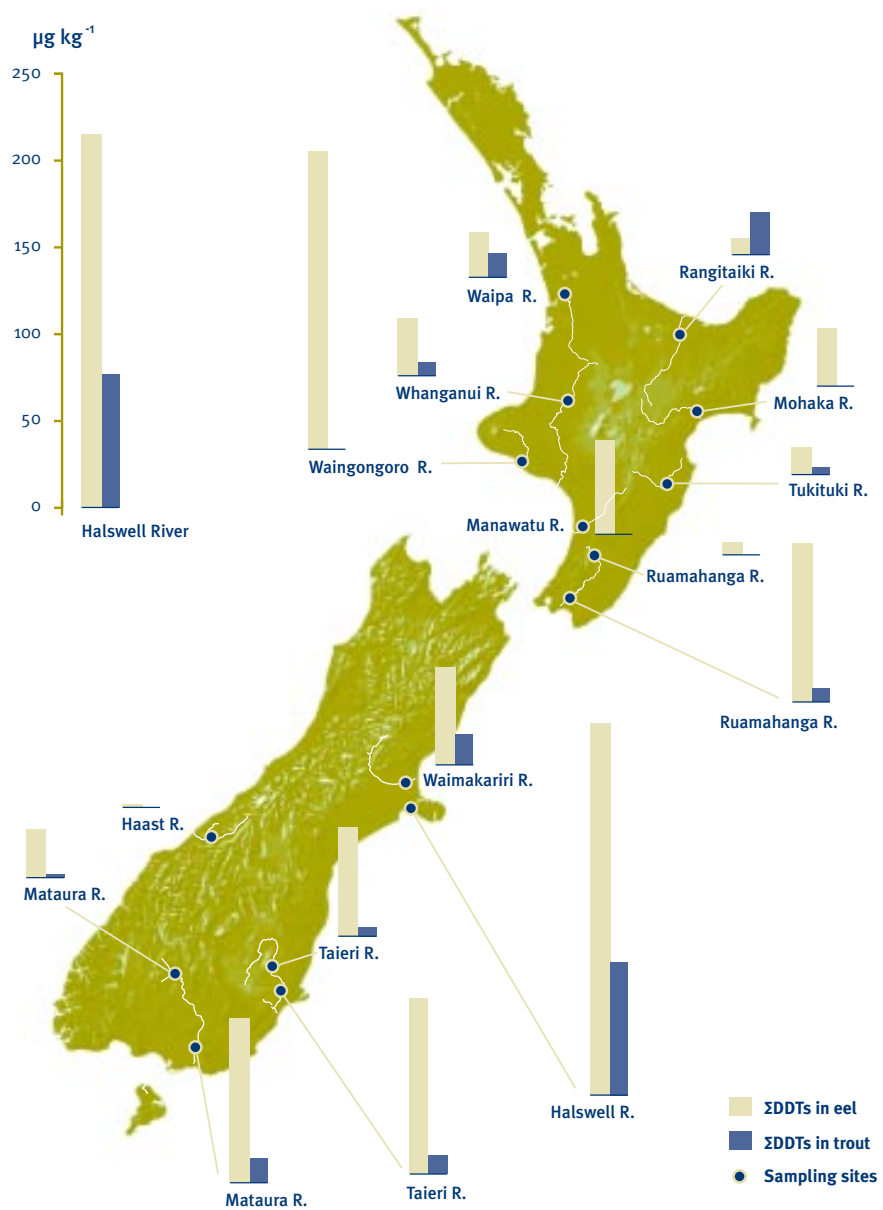 µg kg⁻¹
250
200
150
100
50
0
Halswell River
Waipa R.
Rangitaiki R.
Whanganui R.
Mohaka R.
Waingongoro R.
Tukituki R.
Manawatu R.
Ruamahanga R.
Ruamahanga R.
Waimakariri R.
Haast R.
Mataura R.
Taieri R.
Halswell R.
Mataura R.
Taieri R.
ΣDDTs in eel
ΣDDTs in trout
Sampling sites